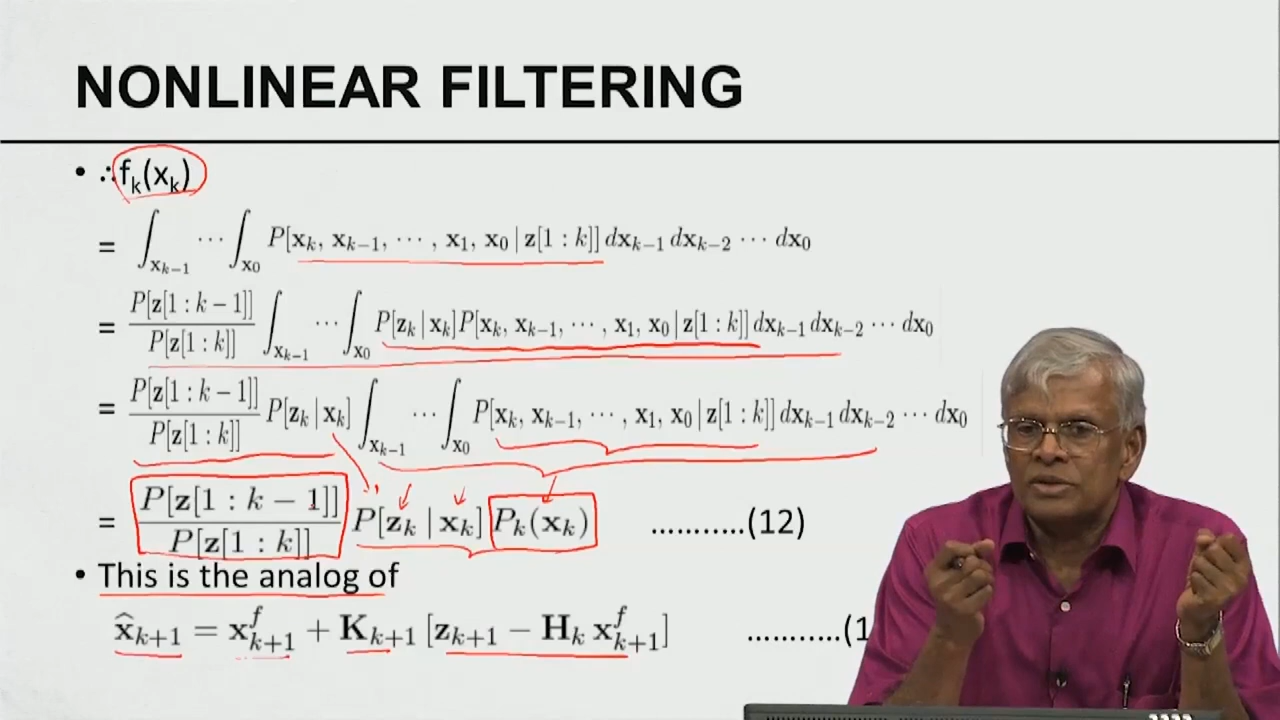 NONLINEAR FILTERING
• ∴f_k(x_k)
= ∫_{x_{k−1}} ⋯ ∫_{x_0} P[x_k, x_{k−1}, ⋯ , x_1, x_0 | z[1 : k]] dx_{k−1} dx_{k−2} ⋯ dx_0
= P[z[1 : k − 1]] / P[z[1 : k]] ∫_{x_{k−1}} ⋯ ∫_{x_0} P[z_k | x_k]P[x_k, x_{k−1}, ⋯ , x_1, x_0 | z[1 : k]] dx_{k−1} dx_{k−2} ⋯ dx_0
= P[z[1 : k − 1]] / P[z[1 : k]] P[z_k | x_k] ∫_{x_{k−1}} ⋯ ∫_{x_0} P[x_k, x_{k−1}, ⋯ , x_1, x_0 | z[1 : k]] dx_{k−1} dx_{k−2} ⋯ dx_0
= P[z[1 : k − 1]] / P[z[1 : k]] P[z_k | x_k] P_k(x_k) ………..(12)
• This is the analog of
x̂_{k+1} = x^f_{k+1} + K_{k+1} [z_{k+1} − H_k x^f_{k+1}] ………..(1